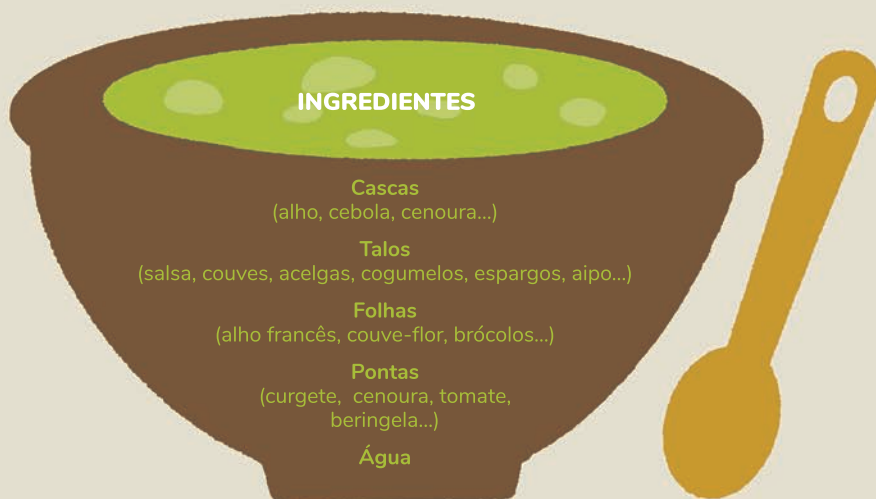 INGREDIENTES
Cascas
(alho, cebola, cenoura...)
Talos
(salsa, couves, acelgas, cogumelos, espargos, aipo...)
Folhas
(alho francês, couve-flor, brócolos...)
Pontas
(curgete, cenoura, tomate,
beringela...)
Água